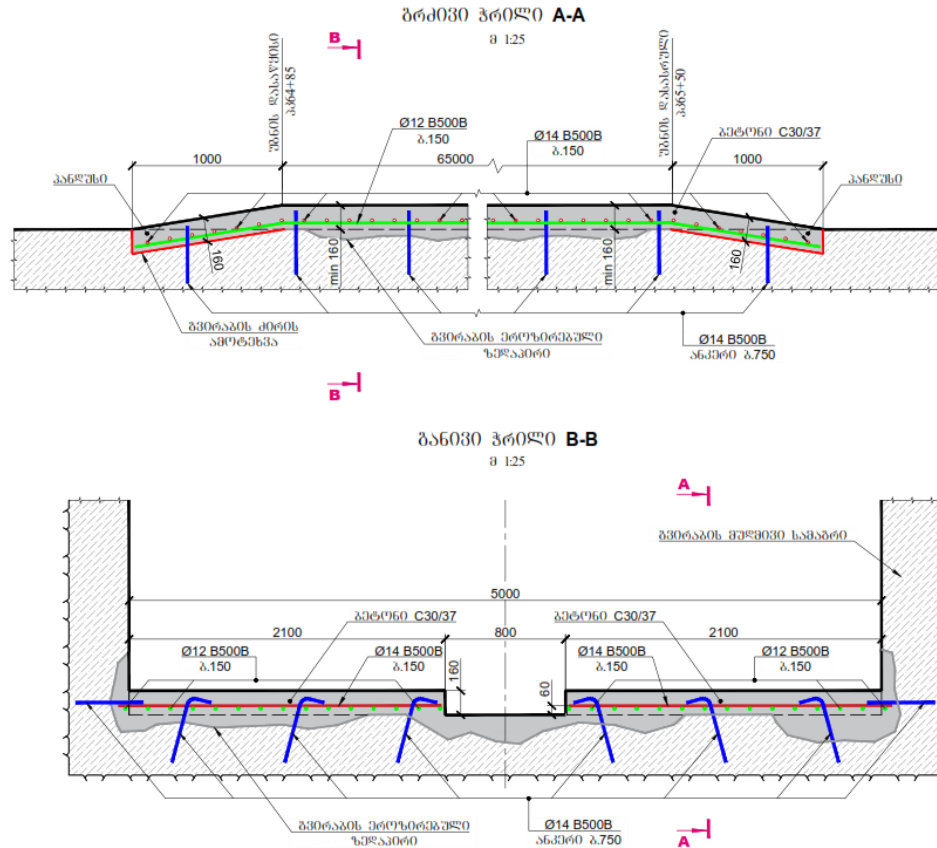 გრძივი ჭრილი A-A
მ 1:25
B
უბნის დასაწყისი
პკ64+85
უბნის დასასრული
პკ65+50
Ø12 B500B
ბ.150
Ø14 B500B
ბ.150
ბეტონი C30/37
1000
65000
1000
პანდუსი
პანდუსი
160
min 160
min 160
160
გვირაბის ძირის
ამოტეხვა
გვირაბის ეროზირებული
ზედაპირი
Ø14 B500B
ანკერი ბ.750
B
განივი ჭრილი B-B
მ 1:25
A
გვირაბის მუდმივი სამაგრი
5000
ბეტონი C30/37
ბეტონი C30/37
2100
800
2100
Ø12 B500B
ბ.150
Ø14 B500B
ბ.150
Ø14 B500B
ბ.150
Ø12 B500B
ბ.150
160
60
გვირაბის ეროზირებული
ზედაპირი
Ø14 B500B
ანკერი ბ.750
A